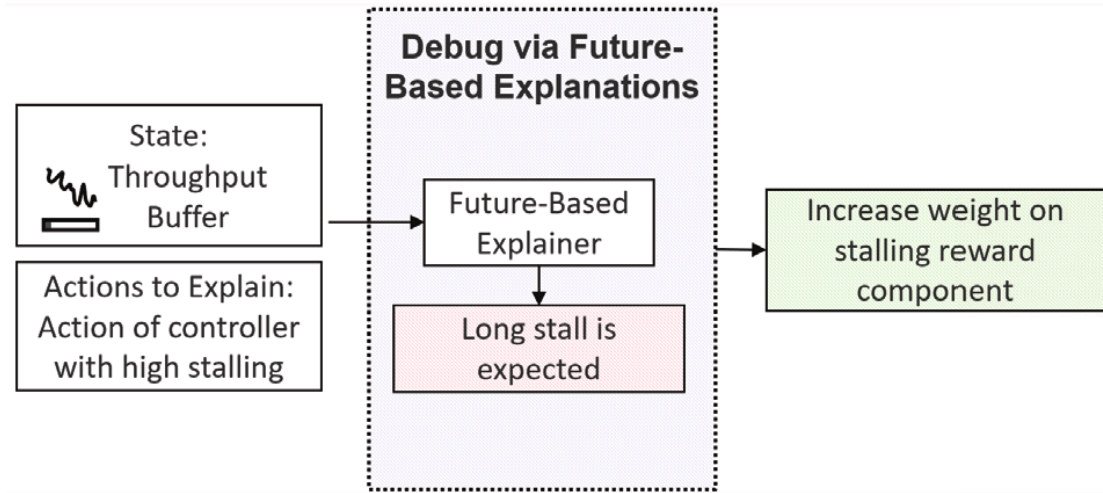 Debug via Future-
Based Explanations
State:
Throughput
Buffer
Actions to Explain:
Action of controller
with high stalling
Future-Based
Explainer
Long stall is
expected
Increase weight on
stalling reward
component